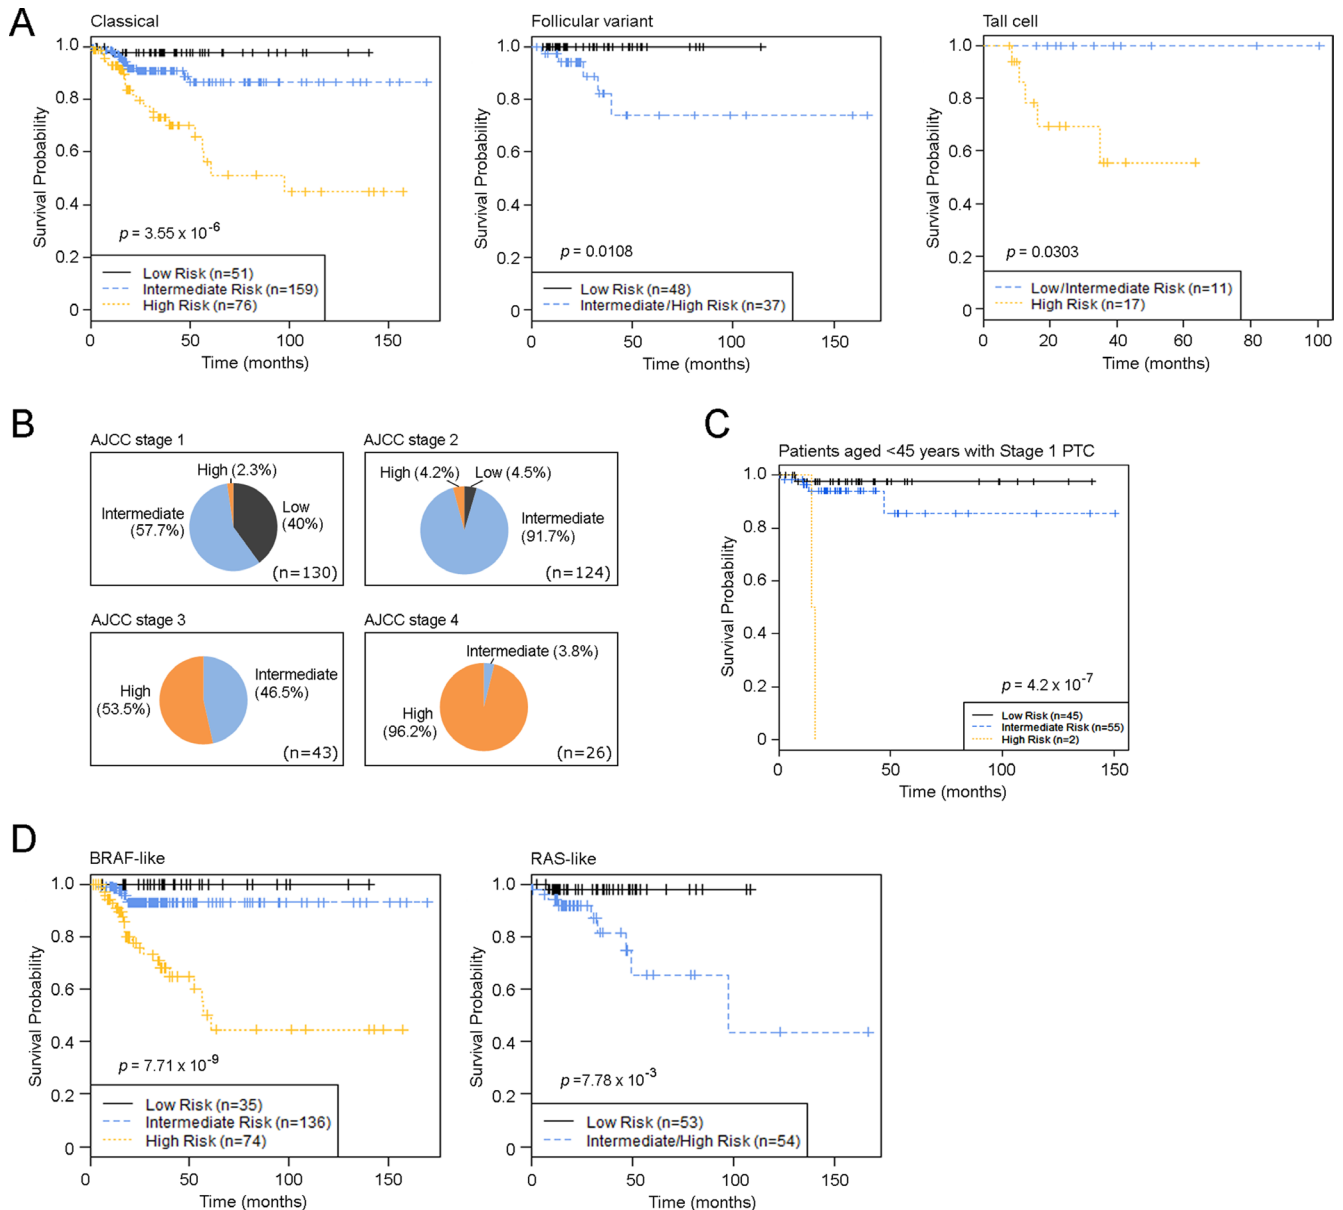 A
Classical
Survival Probability
1.0
0.8
0.6
0.4
0.2
0
p = 3.55 x 10-6
Low Risk (n=51)
Intermediate Risk (n=159)
High Risk (n=76)
0 50 100 150
Time (months)
Follicular variant
Survival Probability
1.0
0.8
0.6
0.4
0.2
0
p = 0.0108
Low Risk (n=48)
Intermediate/High Risk (n=37)
0 50 100 150
Time (months)
Tall cell
Survival Probability
1.0
0.8
0.6
0.4
0.2
0
p = 0.0303
Low/Intermediate Risk (n=11)
High Risk (n=17)
0 20 40 60 80 100
Time (months)
B
AJCC stage 1
High (2.3%)
Intermediate
(57.7%)
Low
(40%)
(n=130)
AJCC stage 2
High (4.2%)
Low (4.5%)
Intermediate
(91.7%)
(n=124)
AJCC stage 3
High
(53.5%)
Intermediate
(46.5%)
(n=43)
AJCC stage 4
Intermediate (3.8%)
High
(96.2%)
(n=26)
C
Patients aged <45 years with Stage 1 PTC
Survival Probability
1.0
0.8
0.6
0.4
0.2
0
p = 4.2 x 10-7
Low Risk (n=45)
Intermediate Risk (n=55)
High Risk (n=2)
0 50 100 150
Time (months)
D
BRAF-like
Survival Probability
1.0
0.8
0.6
0.4
0.2
0
p = 7.71 x 10-9
Low Risk (n=35)
Intermediate Risk (n=136)
High Risk (n=74)
0 50 100 150
Time (months)
RAS-like
Survival Probability
1.0
0.8
0.6
0.4
0.2
0
p =7.78 x 10-3
Low Risk (n=53)
Intermediate/High Risk (n=54)
0 50 100 150
Time (months)